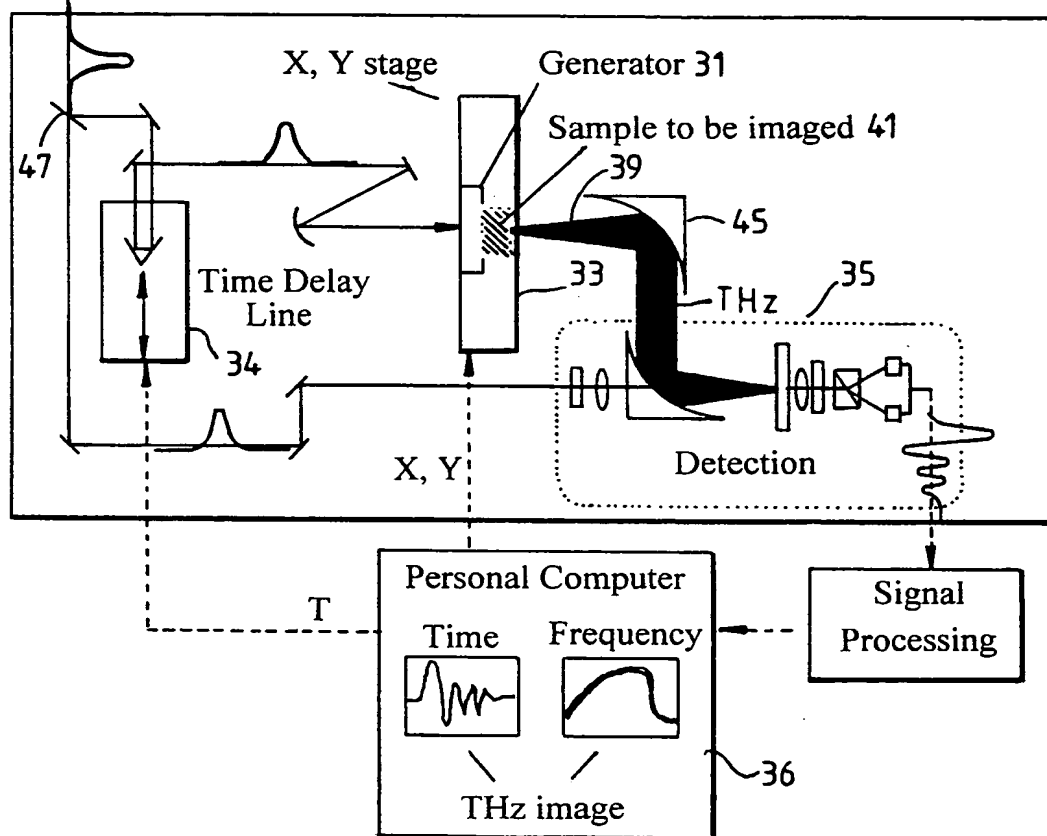 X, Y stage
Generator 31
Sample to be imaged 41
47
39
45
Time Delay
Line
34
33
THz
35
Detection
X, Y
T
Personal Computer
Time
Frequency
THz image
36
Signal
Processing